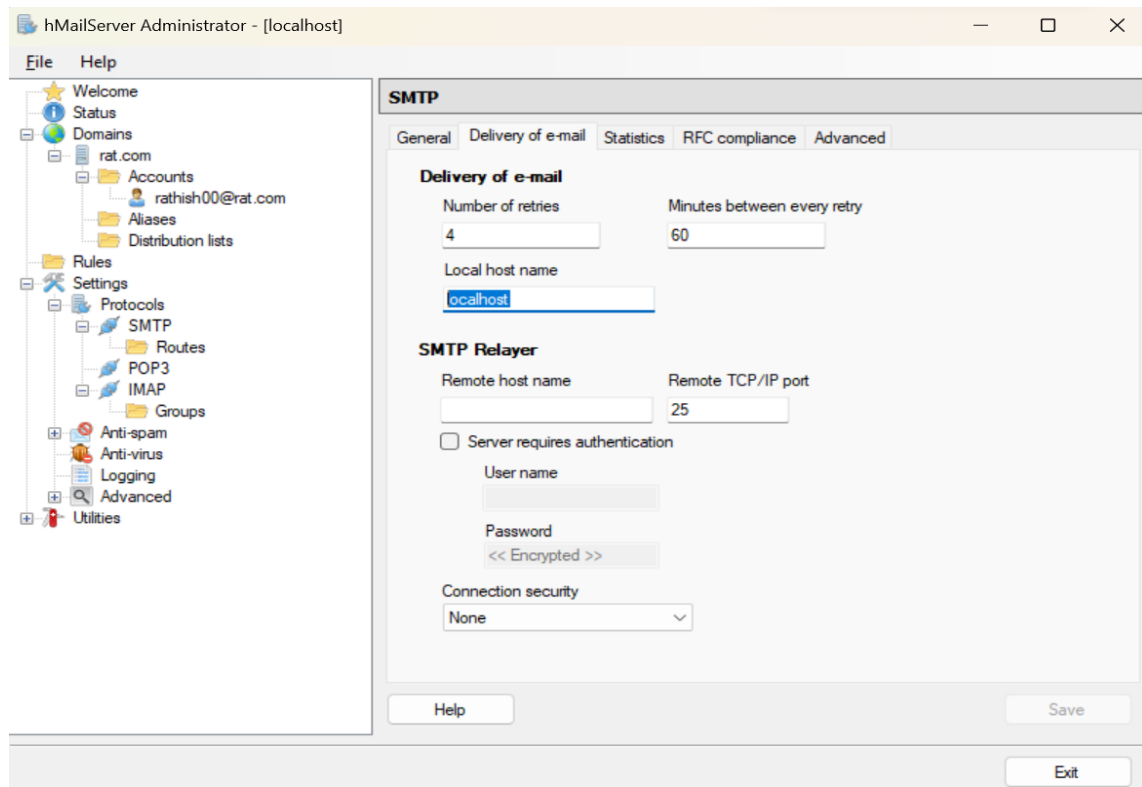 hMailServer Administrator - [localhost]
File Help
Welcome
Status
Domains
rat.com
Accounts
rathish00@rat.com
Aliases
Distribution lists
Rules
Settings
Protocols
SMTP
Routes
POP3
IMAP
Groups
Anti-spam
Anti-virus
Logging
Advanced
Utilities
SMTP
General Delivery of e-mail Statistics RFC compliance Advanced
Delivery of e-mail
Number of retries Minutes between every retry
4 60
Local host name
localhost
SMTP Relayer
Remote host name Remote TCP/IP port
25
Server requires authentication
User name
Password
<< Encrypted >>
Connection security
None
Help Save
Exit